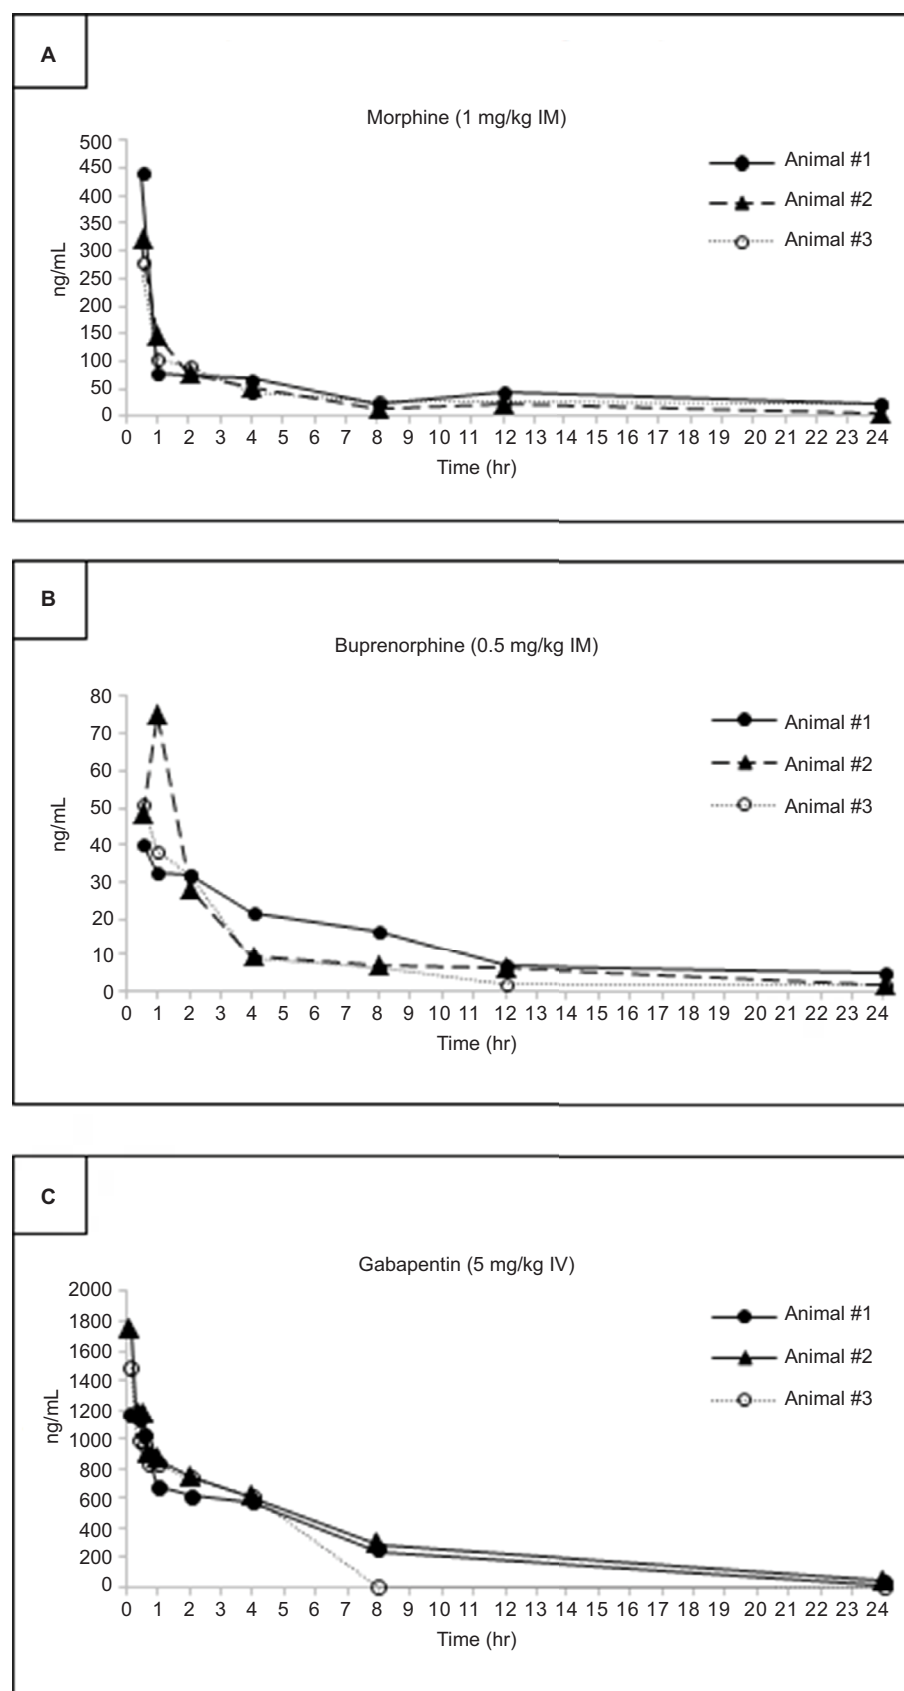 A
Morphine (1 mg/kg IM)
500
450
400
350
300
250
200
150
100
50
0
ng/mL
Animal #1
Animal #2
Animal #3
0 1 2 3 4 5 6 7 8 9 10 11 12 13 14 15 16 17 18 19 20 21 22 23 24
Time (hr)
B
Buprenorphine (0.5 mg/kg IM)
80
70
60
50
40
30
20
10
0
ng/mL
Animal #1
Animal #2
Animal #3
0 1 2 3 4 5 6 7 8 9 10 11 12 13 14 15 16 17 18 19 20 21 22 23 24
Time (hr)
C
Gabapentin (5 mg/kg IV)
2000
1800
1600
1400
1200
1000
800
600
400
200
0
ng/mL
Animal #1
Animal #2
Animal #3
0 1 2 3 4 5 6 7 8 9 10 11 12 13 14 15 16 17 18 19 20 21 22 23 24
Time (hr)